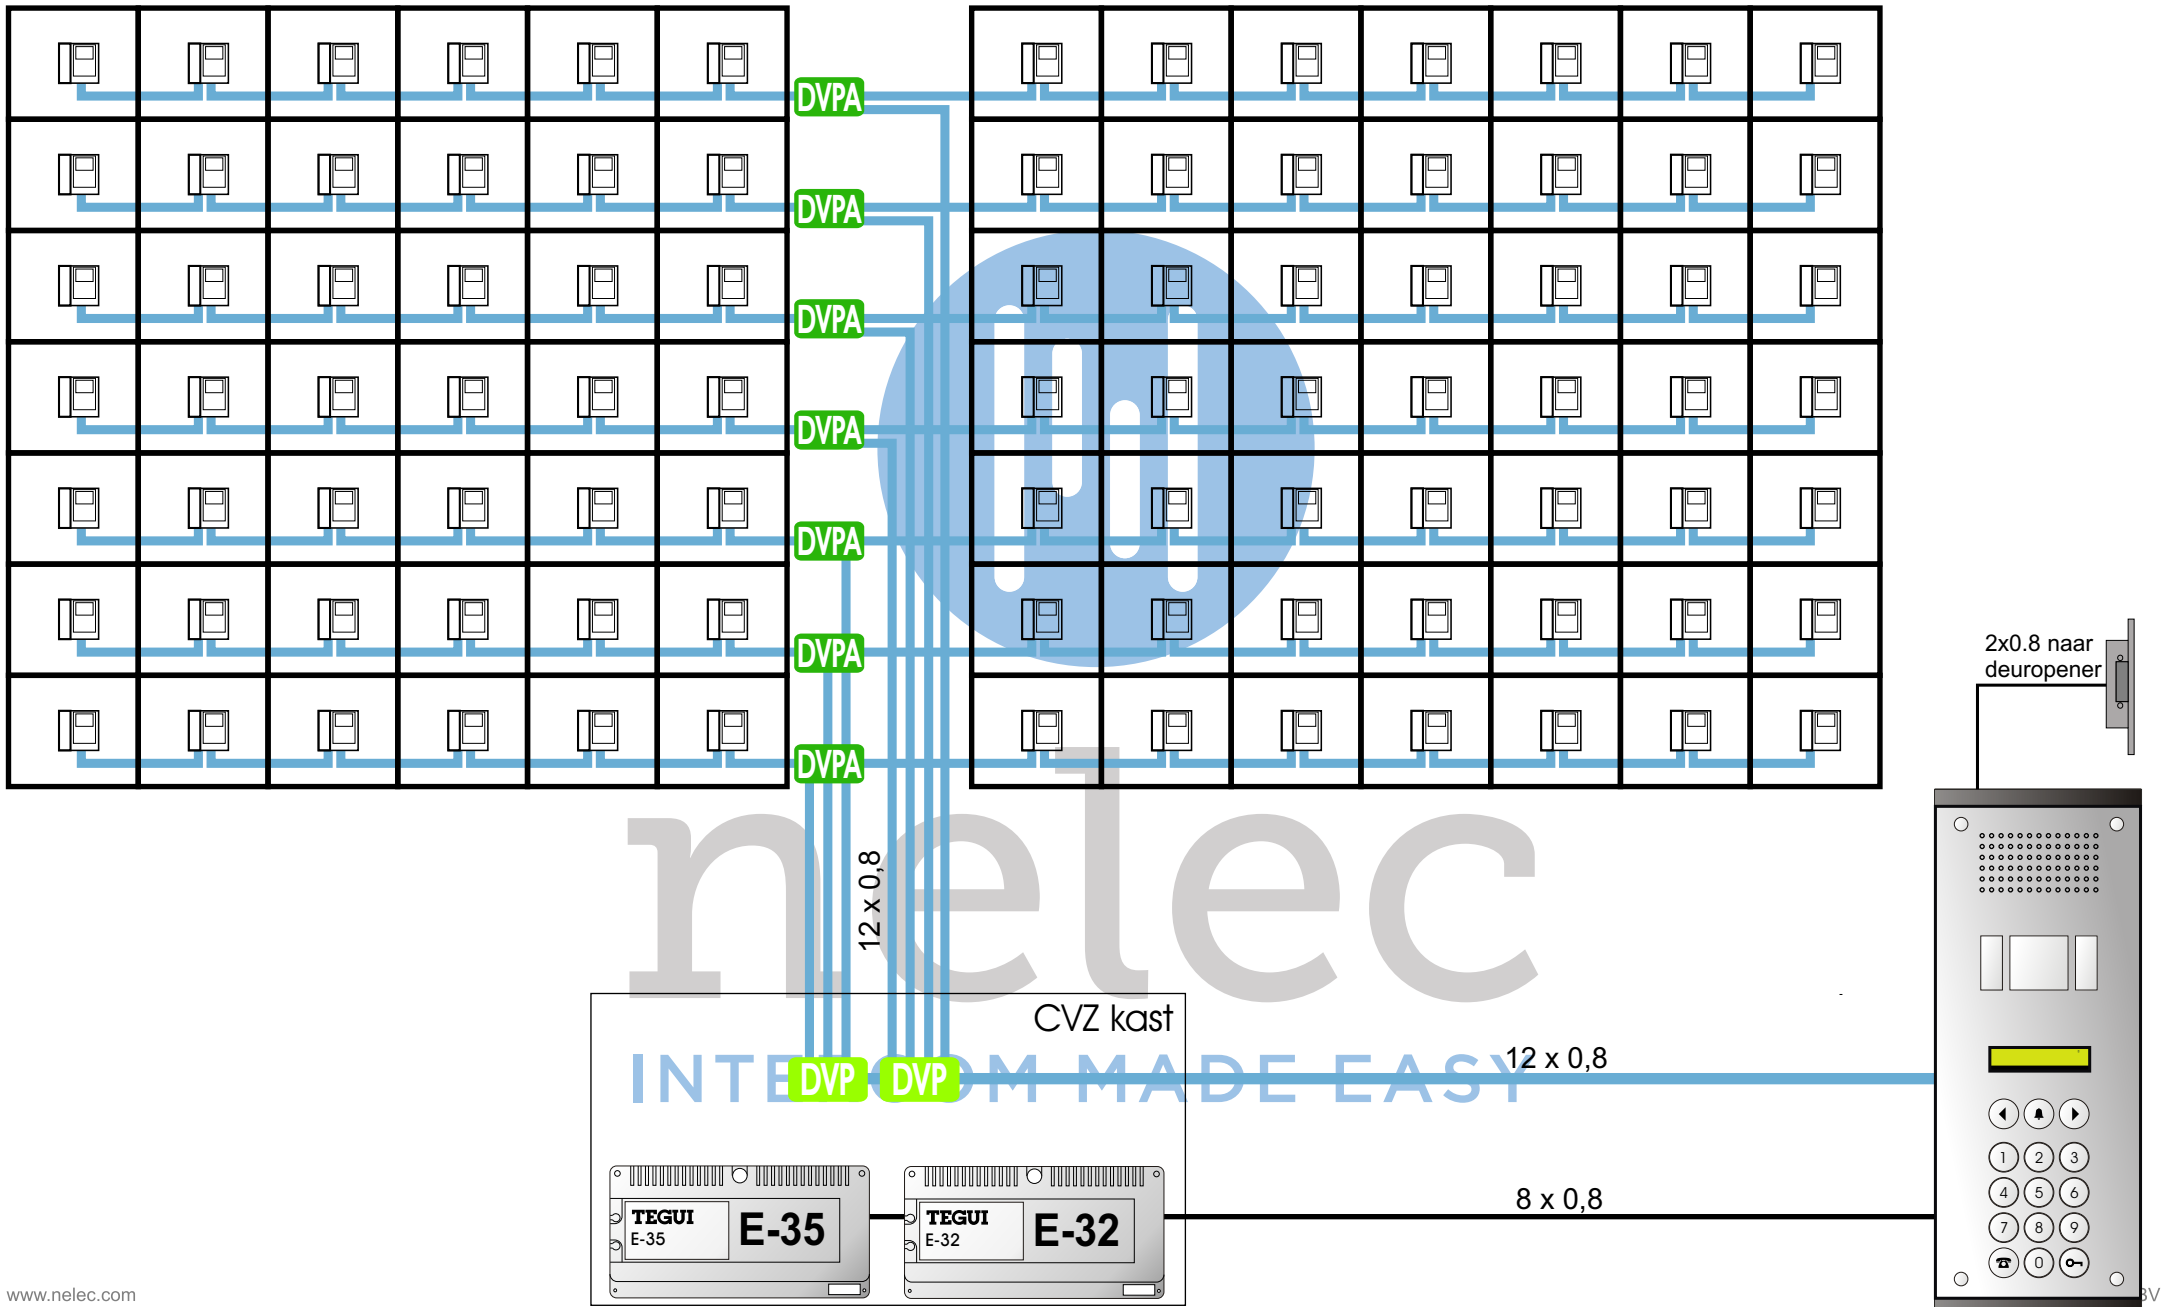 DVPA
DVPA
DVPA
DVPA
DVPA
DVPA
DVPA
2x0.8 naar
deuropener
12 x 0,8
nelec
CVZ kast
INTERCOM MADE EASY
DVP
DVP
12 x 0,8
TEGUI
E-35
E-35
TEGUI
E-32
E-32
8 x 0,8
1
2
3
4
5
6
7
8
9
0
www.nelec.com